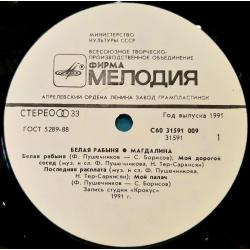 МИНИСТЕРСТВО
КУЛЬТУРЫ СССР
ВСЕСОЮЗНОЕ ТВОРЧЕСКО-
ПРОИЗВОДСТВЕННОЕ ОБЪЕДИНЕНИЕ
ФИРМА
МЕЛОДИЯ
АПРЕЛЕВСКИЙ ОРДЕНА ЛЕНИНА ЗАВОД ГРАМПЛАСТИНОК
СТЕРЕО 33
Год выпуска 1991
ГОСТ 5289-88
С60 31591 009
31591
1
БЕЛАЯ РАБЫНЯ ● МАГДАЛИНА
Белая рабыня (Ф. Пушечников — С. Борисов); Мой дорогой
сосед (муз. и сл. Ф. Пушечникова, Н. Тер-Сархисян);
Последняя расплата (муз. и сл. Ф. Пушечникова,
Н. Тер-Сархисян); Мой палач
(Ф. Пушечников — С. Борисов)
Запись студии «Крокус»
1991 г.